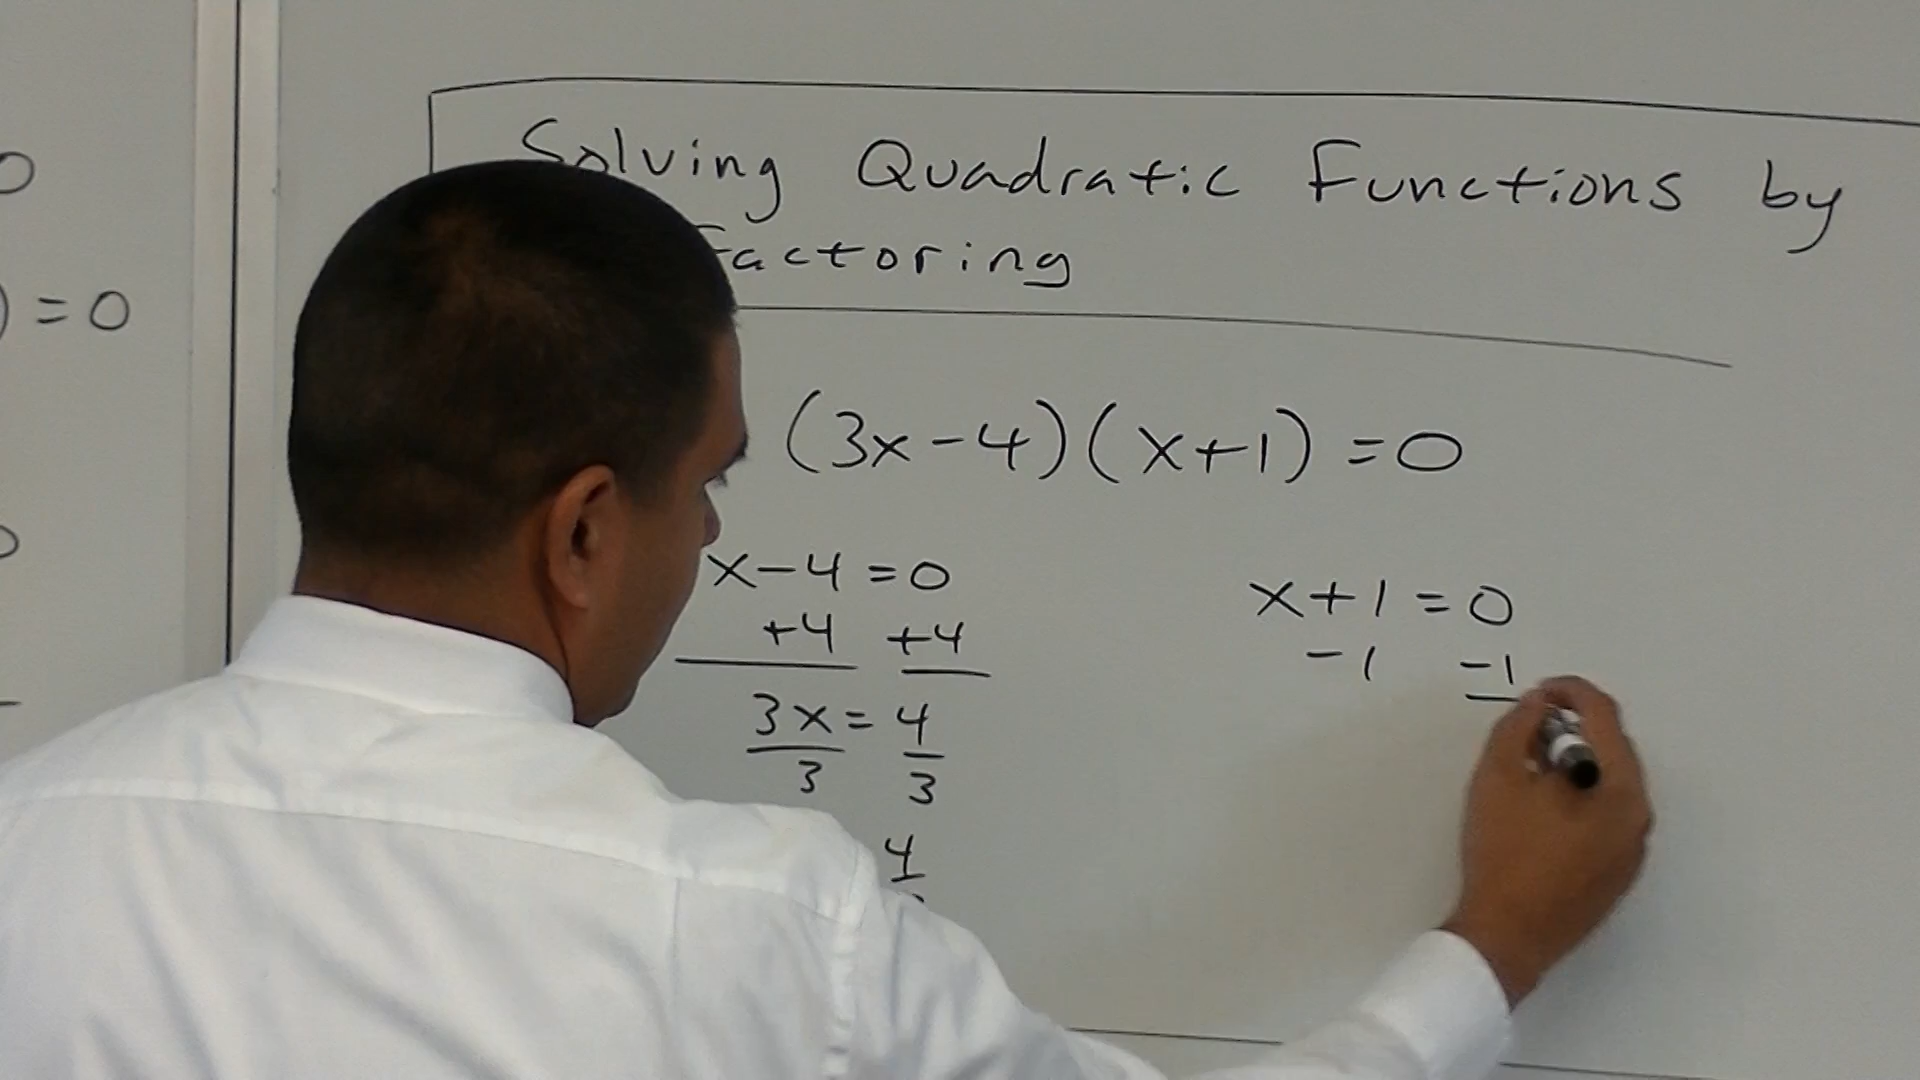 Solving Quadratic Functions by
Factoring
(3x-4)(x+1)=0
x-4=0
+4 +4
3x=4
3 3
4
x+1=0
-1 -1
0
)=0